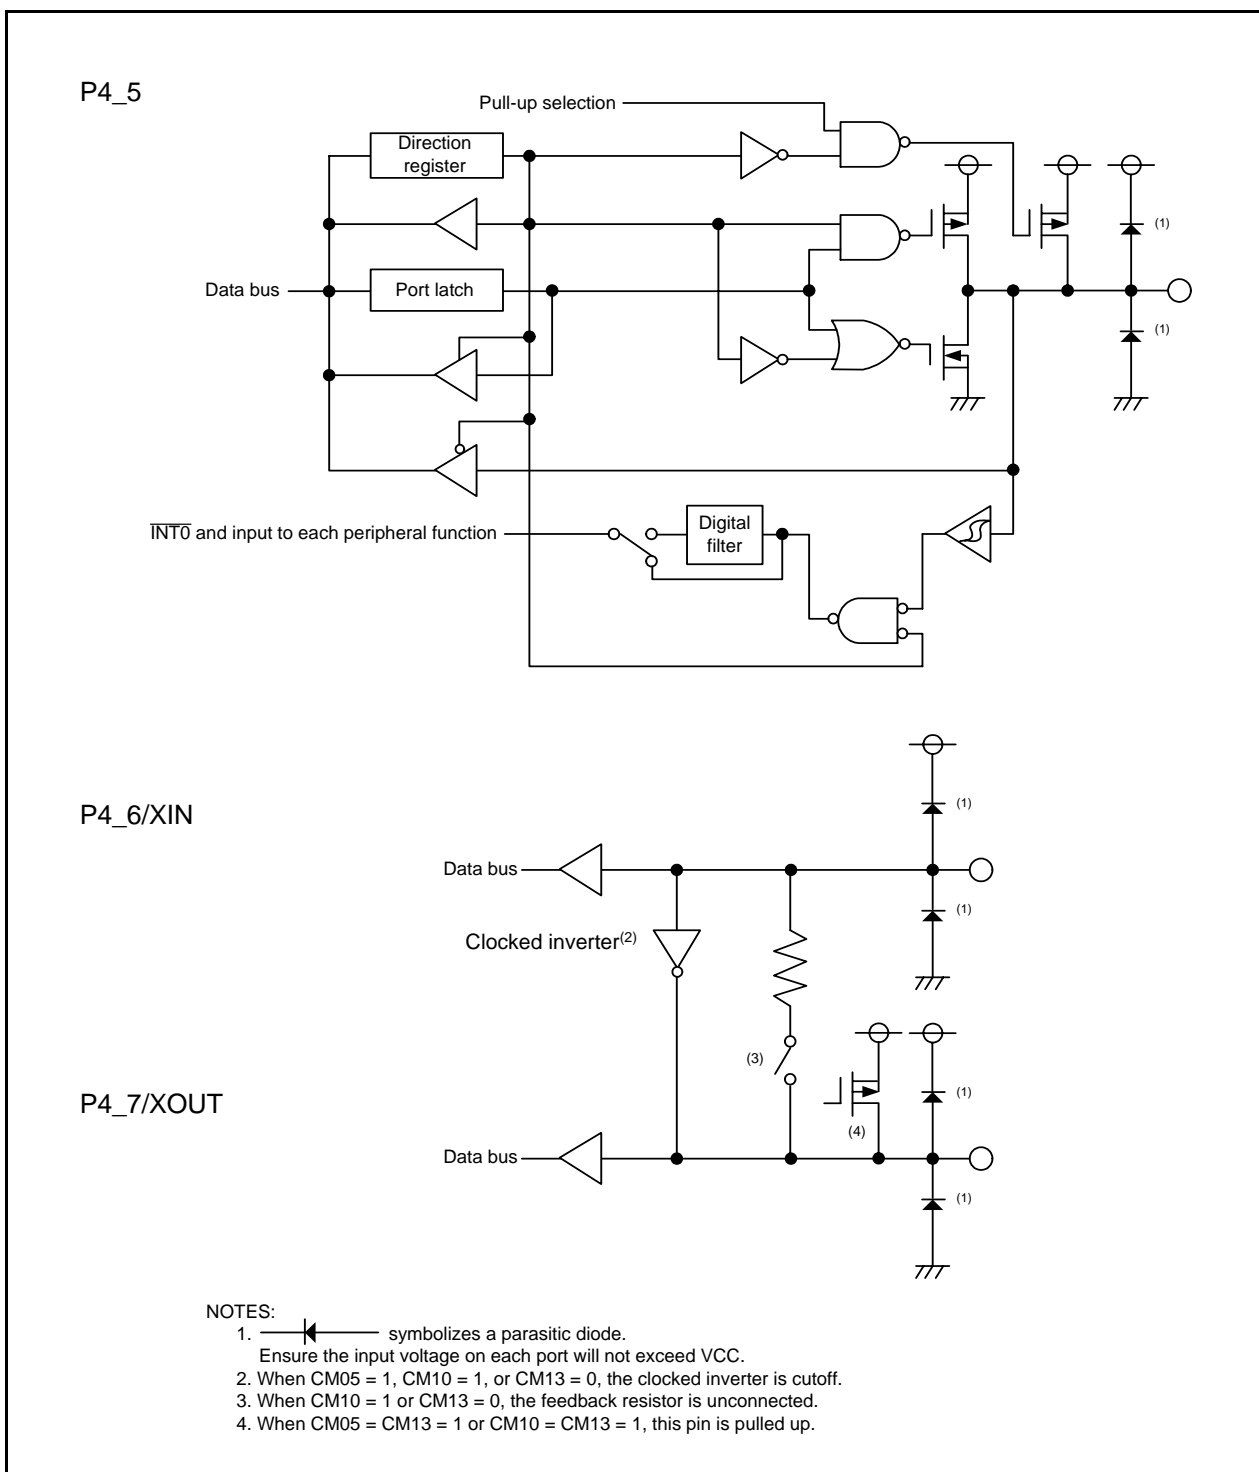 P4_5
Pull-up selection
Direction
register
Data bus
Port latch
(1)
(1)
INT0 and input to each peripheral function
Digital
filter
P4_6/XIN
(1)
Data bus
(1)
Clocked inverter(2)
(3)
P4_7/XOUT
(1)
(4)
Data bus
(1)
NOTES:
1. symbolizes a parasitic diode.
Ensure the input voltage on each port will not exceed VCC.
2. When CM05 = 1, CM10 = 1, or CM13 = 0, the clocked inverter is cutoff.
3. When CM10 = 1 or CM13 = 0, the feedback resistor is unconnected.
4. When CM05 = CM13 = 1 or CM10 = CM13 = 1, this pin is pulled up.